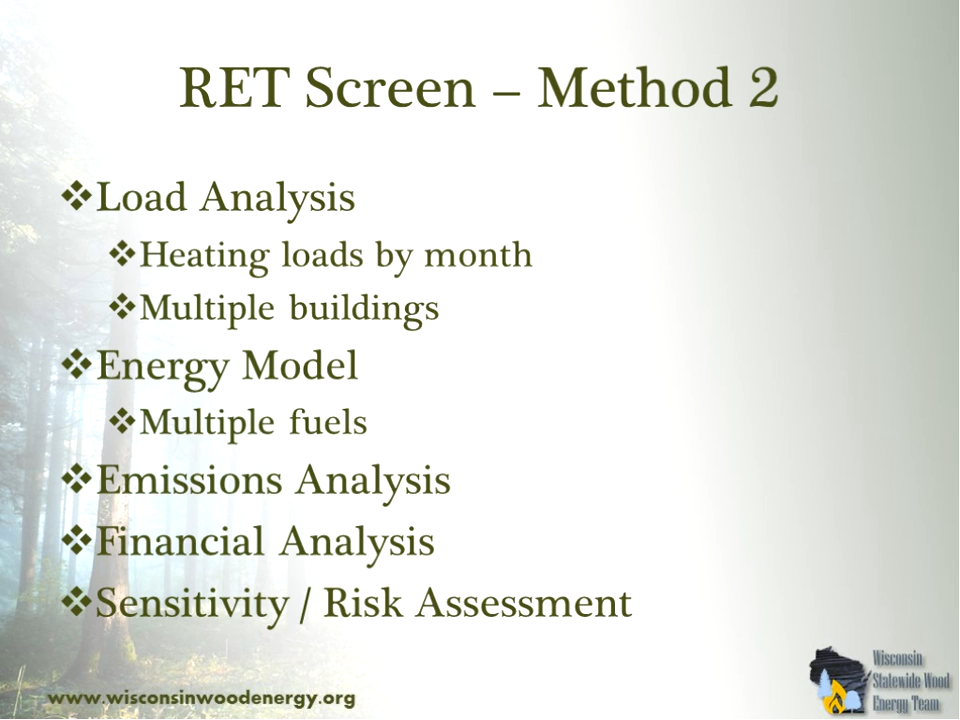 RET Screen – Method 2
❖Load Analysis
❖Heating loads by month
❖Multiple buildings
❖Energy Model
❖Multiple fuels
❖Emissions Analysis
❖Financial Analysis
❖Sensitivity / Risk Assessment
www.wisconsinwoodenergy.org
Wisconsin
Statewide Wood
Energy Team